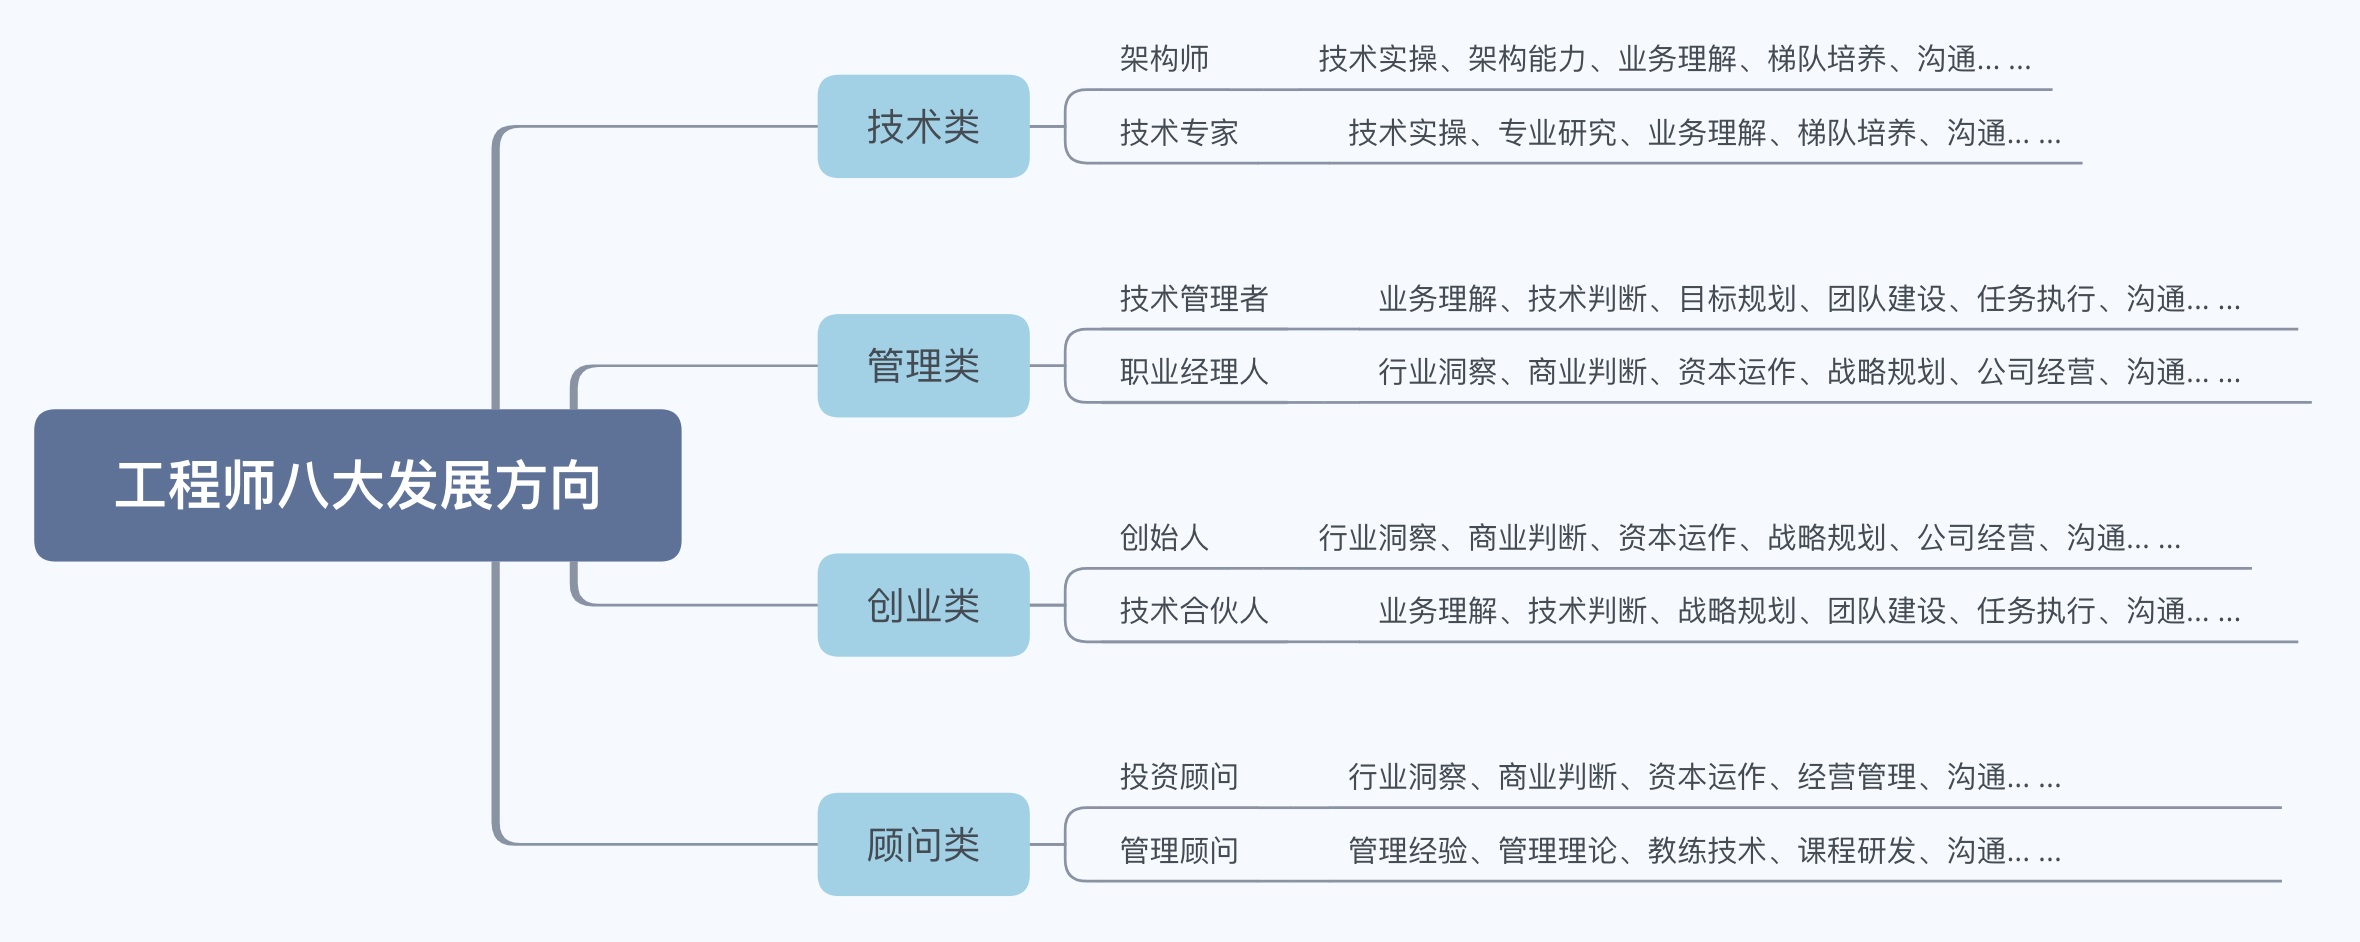 工程师八大发展方向
技术类
架构师 技术实操、架构能力、业务理解、梯队培养、沟通... ...
技术专家 技术实操、专业研究、业务理解、梯队培养、沟通... ...
管理类
技术管理者 业务理解、技术判断、目标规划、团队建设、任务执行、沟通... ...
职业经理人 行业洞察、商业判断、资本运作、战略规划、公司经营、沟通... ...
创业类
创始人 行业洞察、商业判断、资本运作、战略规划、公司经营、沟通... ...
技术合伙人 业务理解、技术判断、战略规划、团队建设、任务执行、沟通... ...
顾问类
投资顾问 行业洞察、商业判断、资本运作、经营管理、沟通... ...
管理顾问 管理经验、管理理论、教练技术、课程研发、沟通... ...